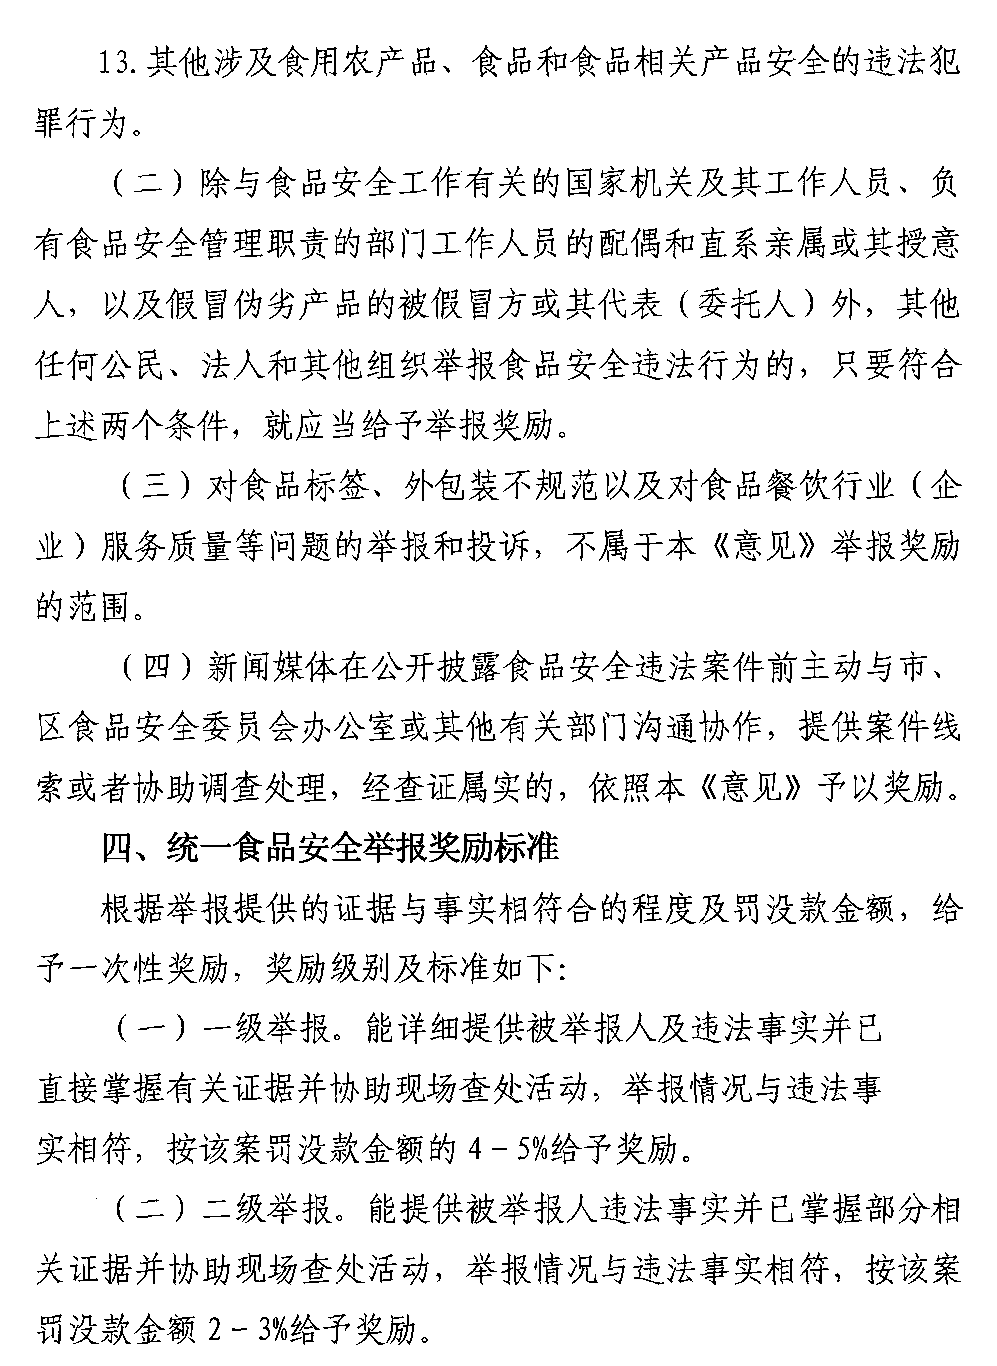 13.其他涉及食用农产品、食品和食品相关产品安全的违法犯
罪行为。
（二）除与食品安全工作有关的国家机关及其工作人员、负
有食品安全管理职责的部门工作人员的配偶和直系亲属或其授意
人，以及假冒伪劣产品的被假冒方或其代表（委托人）外，其他
任何公民、法人和其他组织举报食品安全违法行为的，只要符合
上述两个条件，就应当给予举报奖励。
（三）对食品标签、外包装不规范以及对食品餐饮行业（企
业）服务质量等问题的举报和投诉，不属于本《意见》举报奖励
的范围。
（四）新闻媒体在公开披露食品安全违法案件前主动与市、
区食品安全委员会办公室或其他有关部门沟通协作，提供案件线
索或者协助调查处理，经查证属实的，依照本《意见》予以奖励。
四、统一食品安全举报奖励标准
根据举报提供的证据与事实相符合的程度及罚没款金额，给
予一次性奖励，奖励级别及标准如下：
（一）一级举报。能详细提供被举报人及违法事实并已
直接掌握有关证据并协助现场查处活动，举报情况与违法事
实相符，按该案罚没款金额的 4－5%给予奖励。
（二）二级举报。能提供被举报人违法事实并已掌握部分相
关证据并协助现场查处活动，举报情况与违法事实相符，按该案
罚没款金额 2－3%给予奖励。